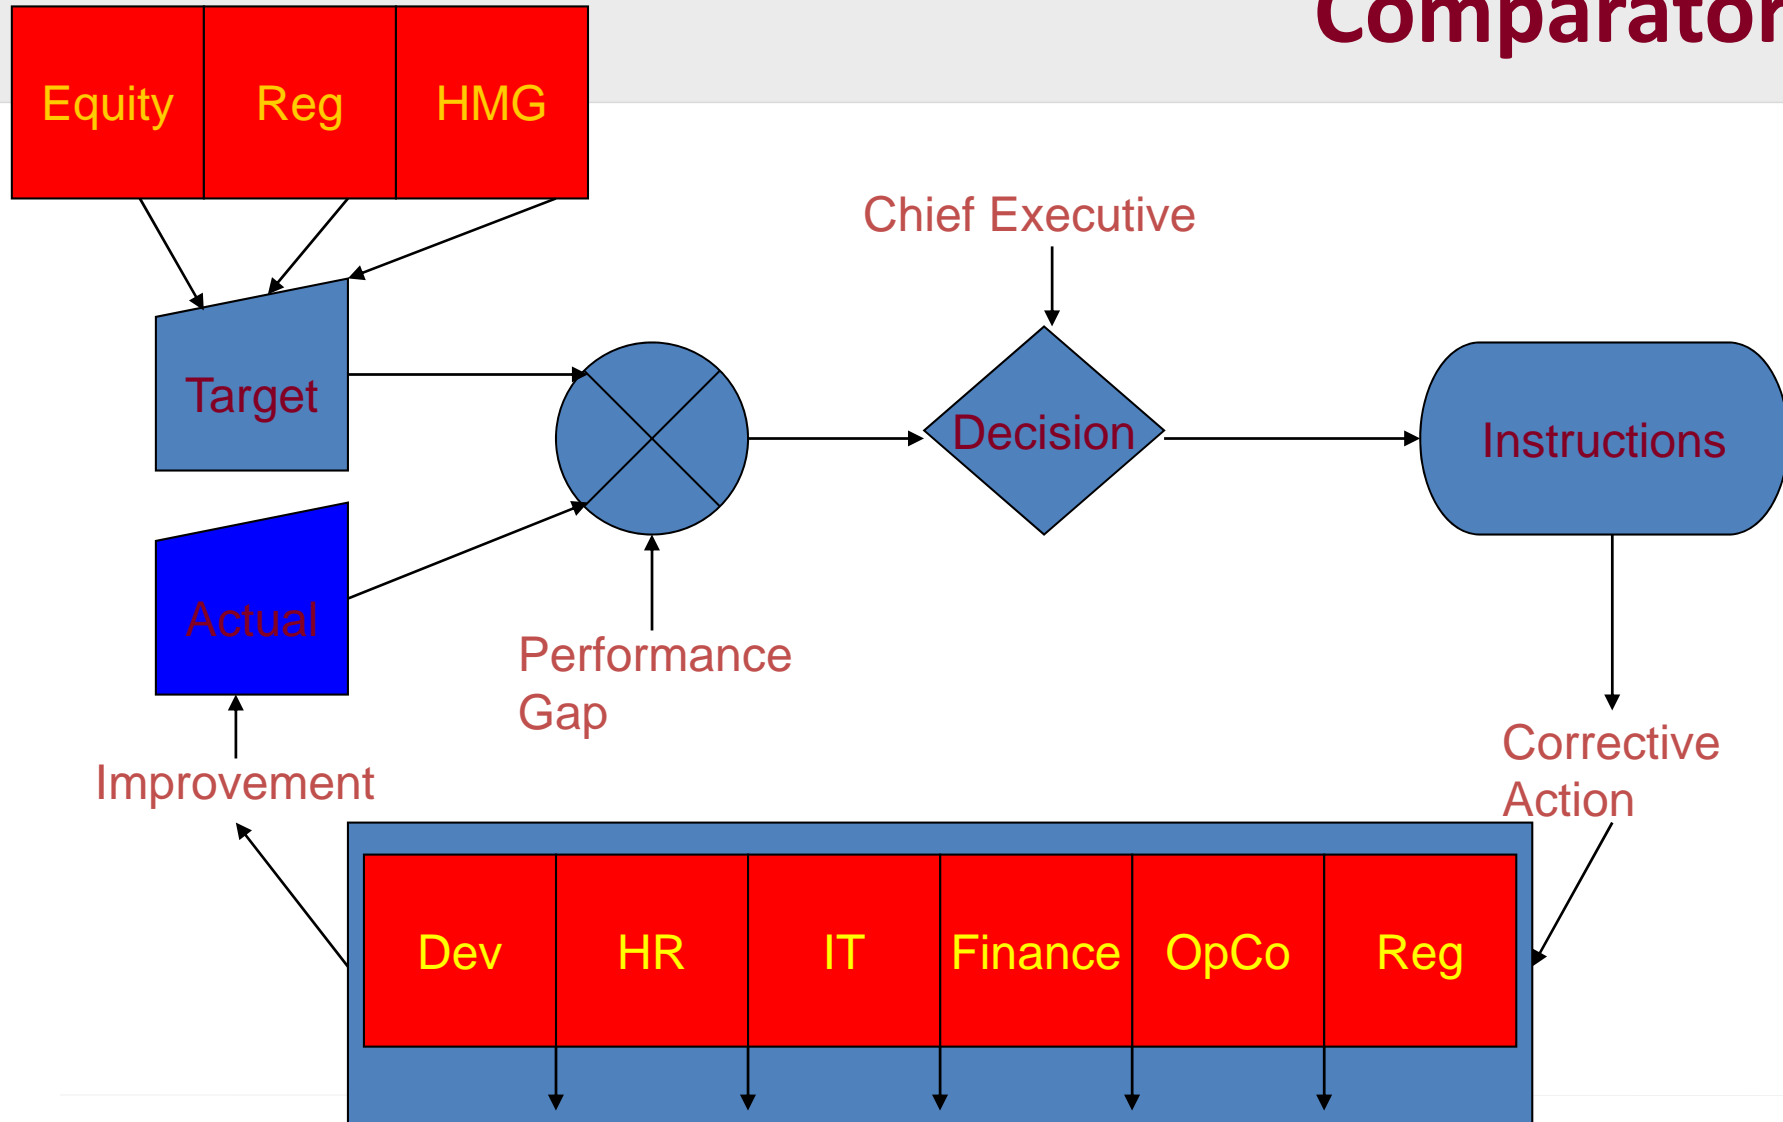 Comparator
Equity
Reg
HMG
Chief Executive
Target
Decision
Instructions
Actual
Performance
Gap
Corrective
Action
Improvement
Dev
HR
IT
Finance
OpCo
Reg